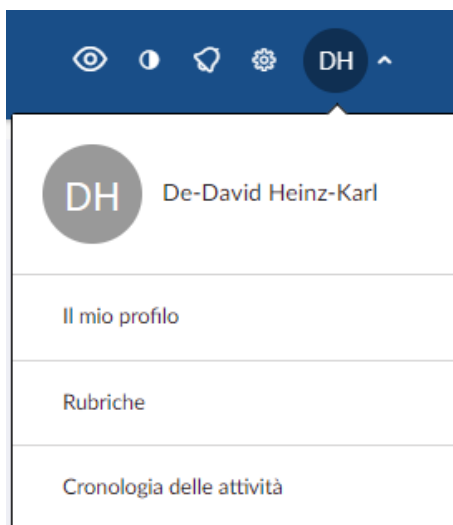 DH
DH
De-David Heinz-Karl
Il mio profilo
Rubriche
Cronologia delle attività